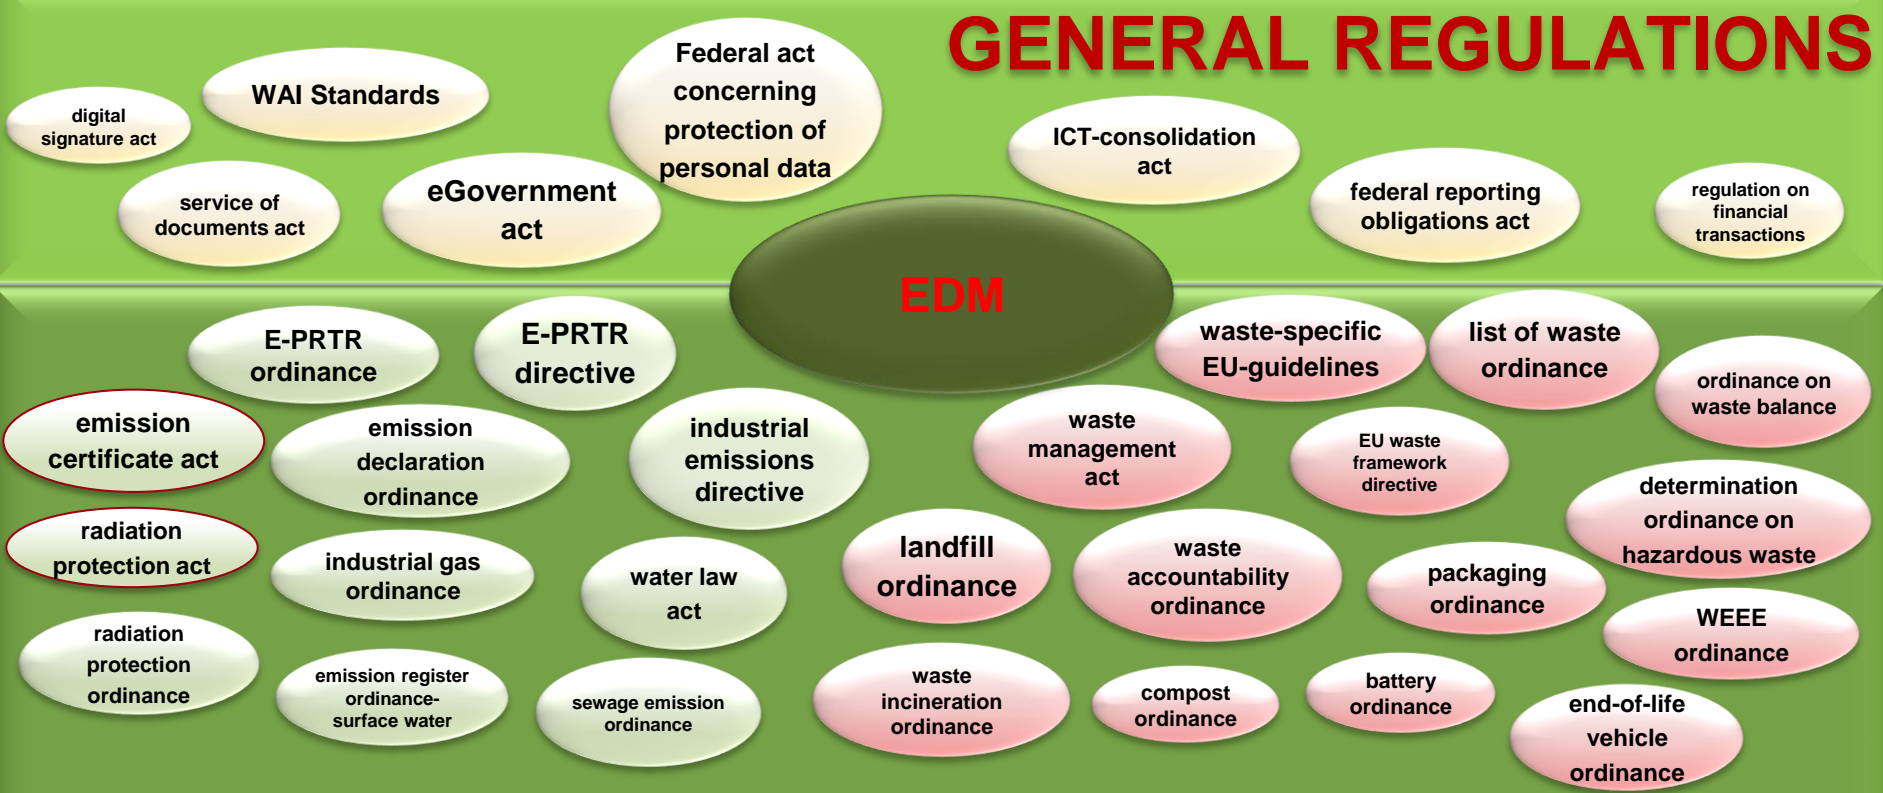 GENERAL REGULATIONS
digital
signature act
WAI Standards
Federal act
concerning
protection of
personal data
service of
documents act
eGovernment
act
ICT-consolidation
act
federal reporting
obligations act
regulation on
financial
transactions
EDM
E-PRTR
ordinance
E-PRTR
directive
emission
certificate act
emission
declaration
ordinance
industrial
emissions
directive
radiation
protection act
industrial gas
ordinance
water law
act
radiation
protection
ordinance
emission register
ordinance-
surface water
sewage emission
ordinance
waste-specific
EU-guidelines
list of waste
ordinance
ordinance on
waste balance
waste
management
act
EU waste
framework
directive
determination
ordinance on
hazardous waste
landfill
ordinance
waste
accountability
ordinance
packaging
ordinance
WEEE
ordinance
waste
incineration
ordinance
compost
ordinance
battery
ordinance
end-of-life
vehicle
ordinance